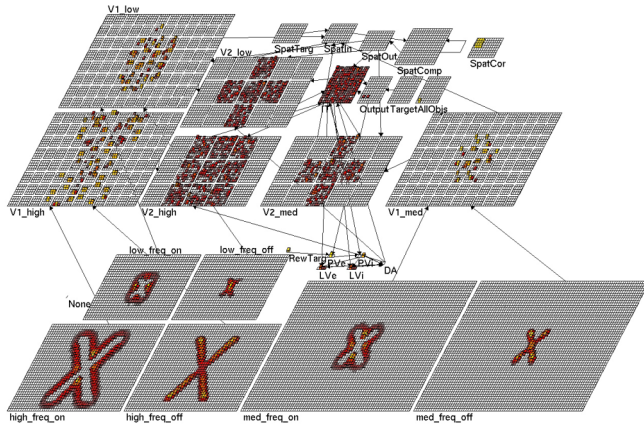 V1_low
SpatTarg
SpatIn
SpatOut
SpatComp
SpatCor
V2_low
OutputTargetAllObjs
V1_high
V2_high
V2_med
V1_med
low_freq_on
low_freq_off
RewTarg
PVe
PVi
DA
LVe
LVi
None
high_freq_on
high_freq_off
med_freq_on
med_freq_off